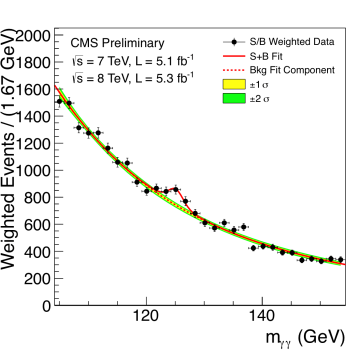 CMS Preliminary
√s = 7 TeV, L = 5.1 fb⁻¹
√s = 8 TeV, L = 5.3 fb⁻¹
S/B Weighted Data
S+B Fit
Bkg Fit Component
±1 σ
±2 σ
Weighted Events / (1.67 GeV)
2000
1800
1600
1400
1200
1000
800
600
400
200
0
120
140
mγγ (GeV)